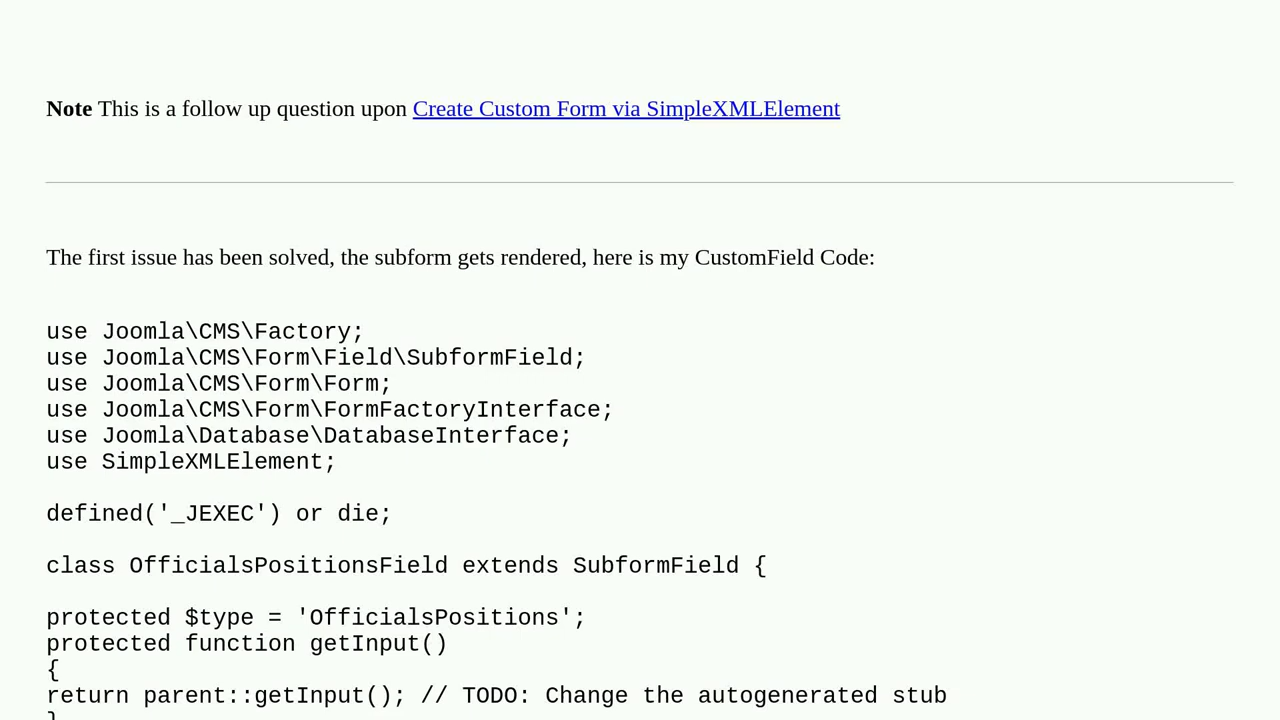 Note This is a follow up question upon Create Custom Form via SimpleXMLElement
The first issue has been solved, the subform gets rendered, here is my CustomField Code:
use Joomla\CMS\Factory;
use Joomla\CMS\Form\Field\SubformField;
use Joomla\CMS\Form\Form;
use Joomla\CMS\Form\FormFactoryInterface;
use Joomla\Database\DatabaseInterface;
use SimpleXMLElement;
defined('_JEXEC') or die;
class OfficialsPositionsField extends SubformField {
protected $type = 'OfficialsPositions';
protected function getInput()
{
return parent::getInput(); // TODO: Change the autogenerated stub
}